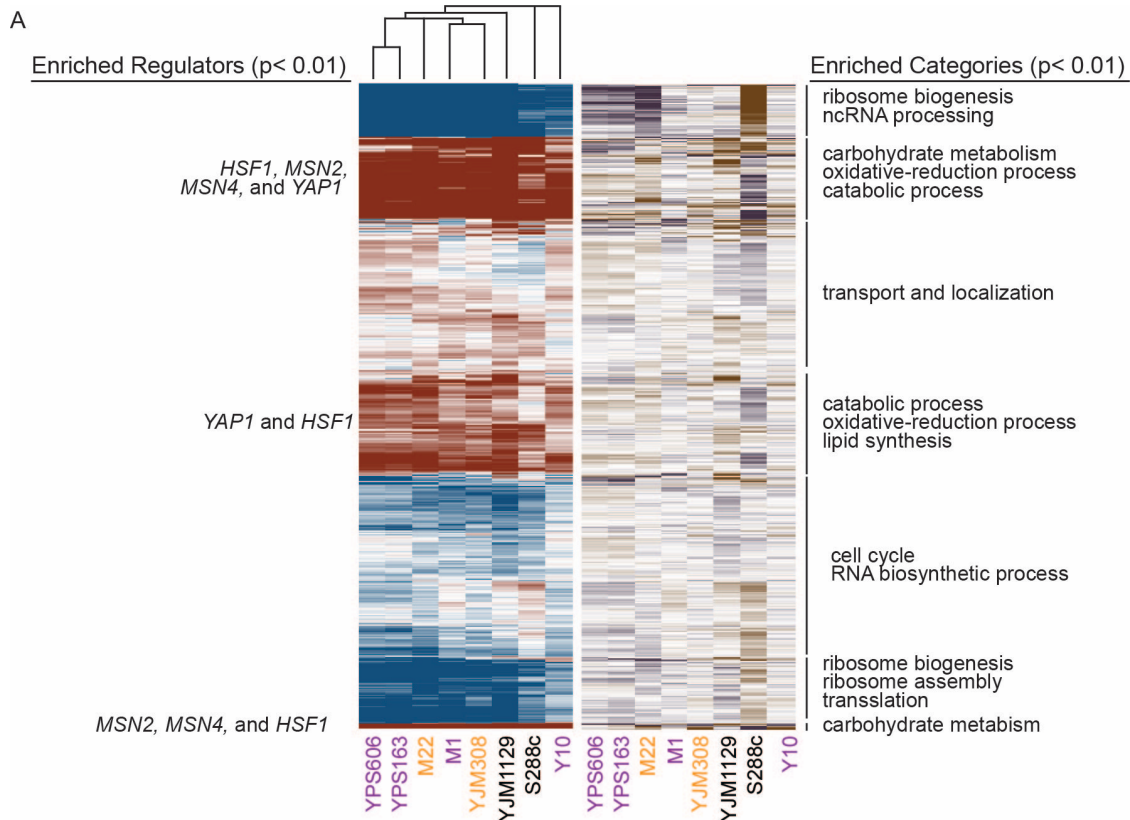 A
Enriched Regulators (p< 0.01)
Enriched Categories (p< 0.01)
ribosome biogenesis
ncRNA processing
HSF1, MSN2,
MSN4, and YAP1
carbohydrate metabolism
oxidative-reduction process
catabolic process
transport and localization
YAP1 and HSF1
catabolic process
oxidative-reduction process
lipid synthesis
cell cycle
RNA biosynthetic process
ribosome biogenesis
ribosome assembly
transslation
MSN2, MSN4, and HSF1
carbohydrate metabism
YPS606
YPS163
M22
M1
YJM308
YJM1129
S288c
Y10
YPS606
YPS163
M22
M1
YJM308
YJM1129
S288c
Y10